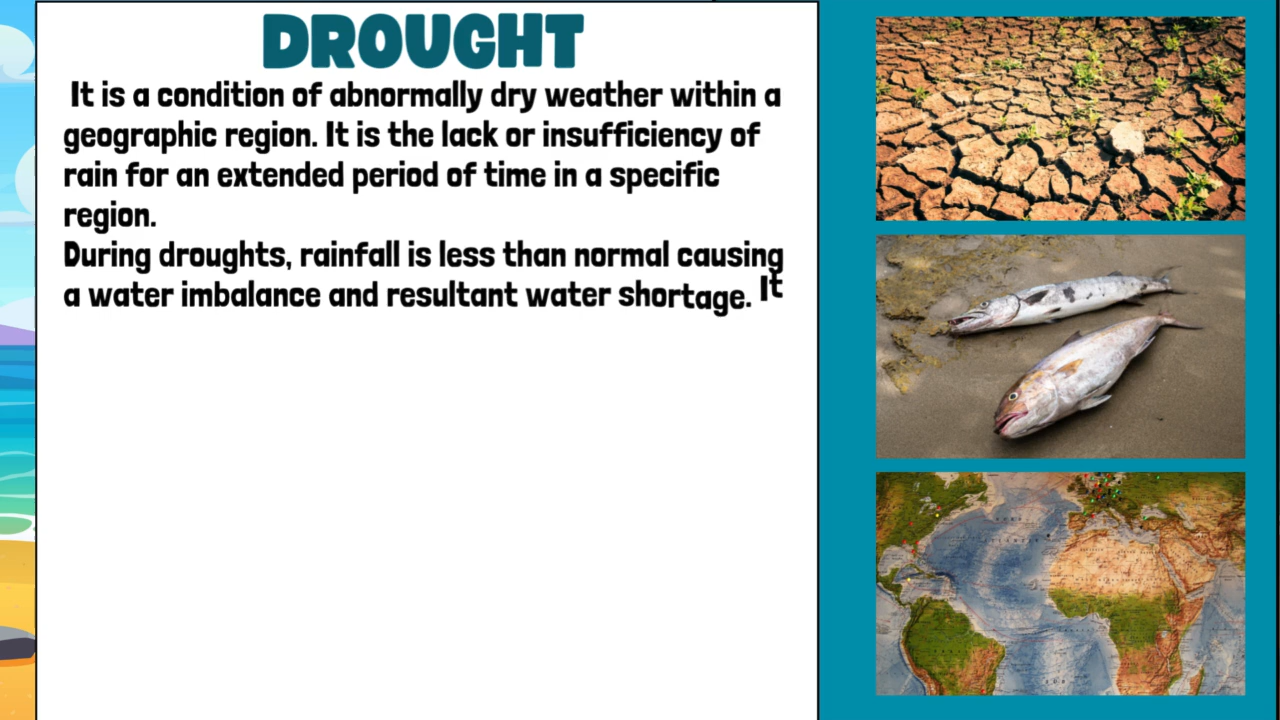 DROUGHT
It is a condition of abnormally dry weather within a
geographic region. It is the lack or insufficiency of
rain for an extended period of time in a specific
region.
During droughts, rainfall is less than normal causing
a water imbalance and resultant water shortage. It